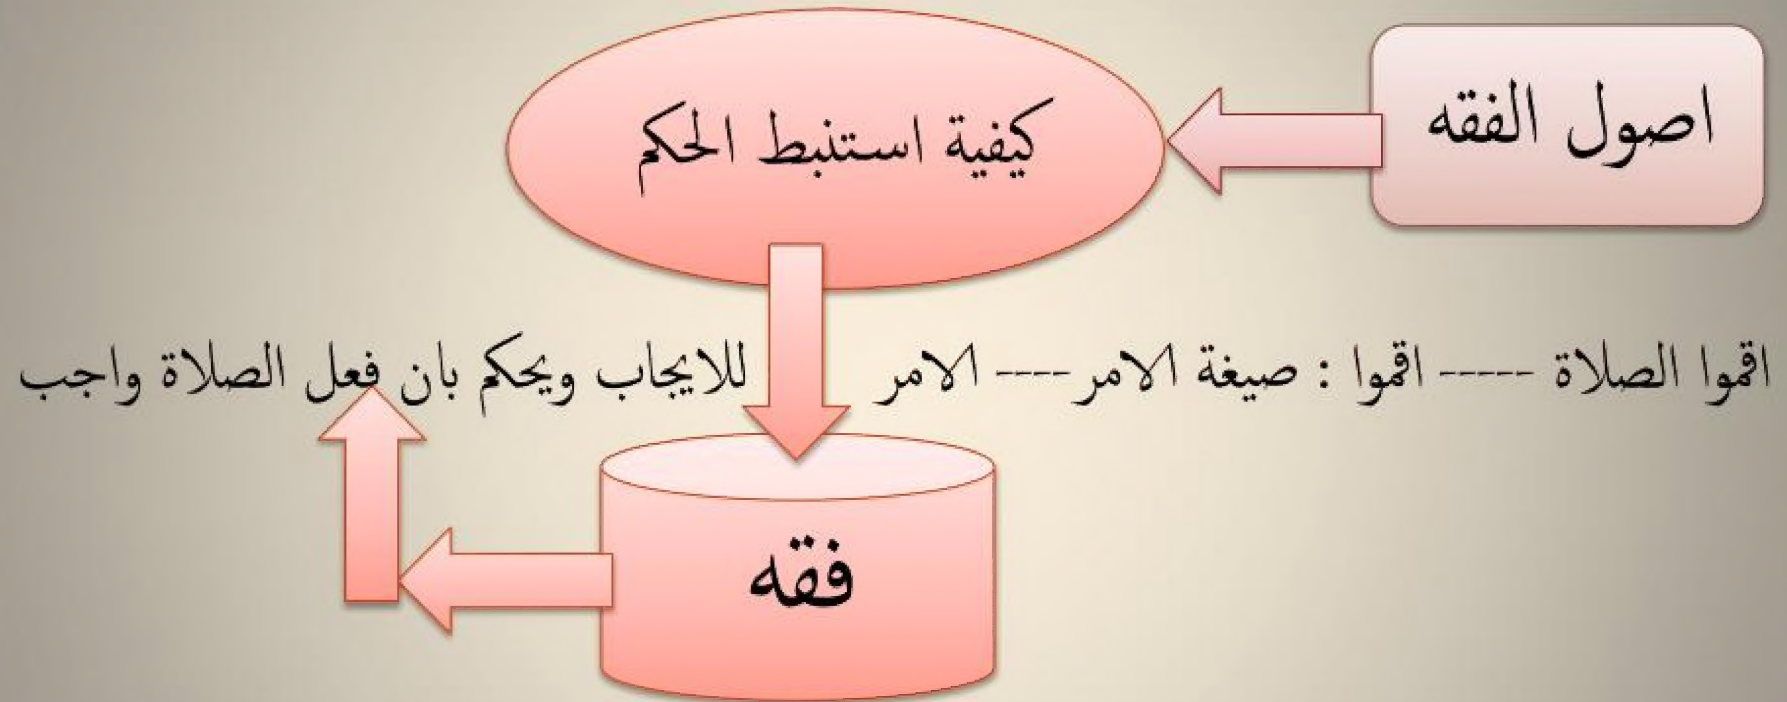 اصول الفقه
كيفية استنبط الحكم
اقموا الصلاة ----- اقموا : صيغة الامر ---- الامر للايجاب ويحكم بان فعل الصلاة واجب
فقه